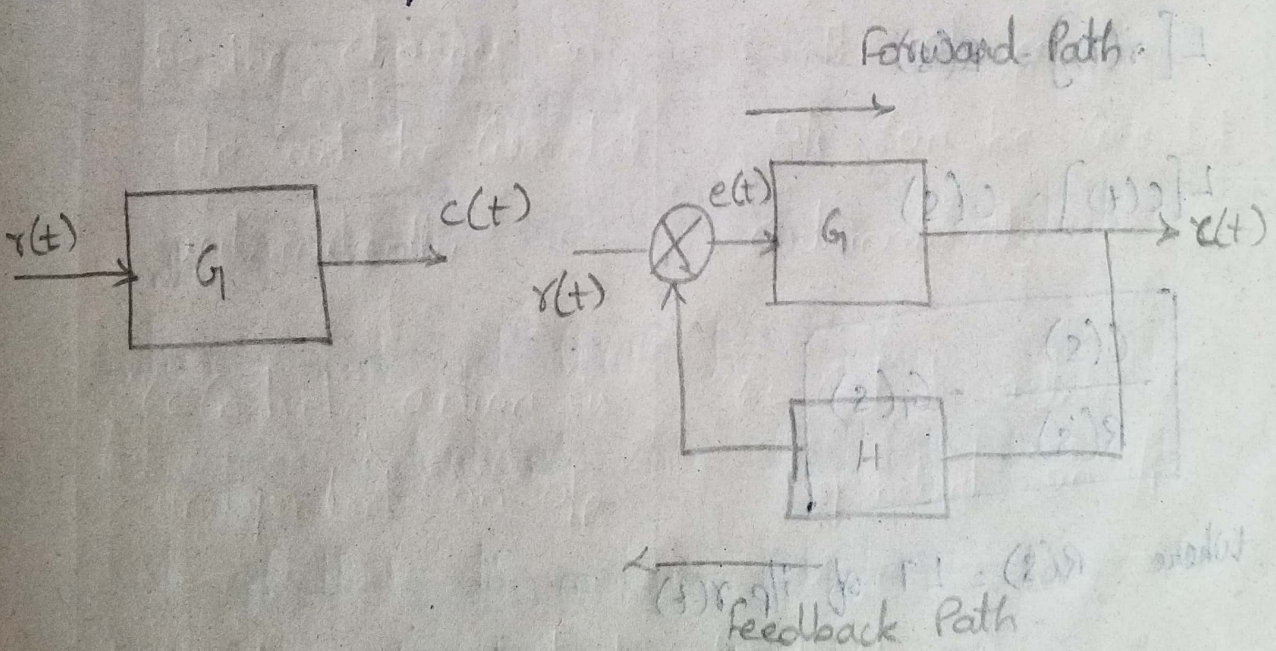 Forward Path.
r(t)
G
c(t)
r(t)
e(t)
G
c(t)
H
feedback Path